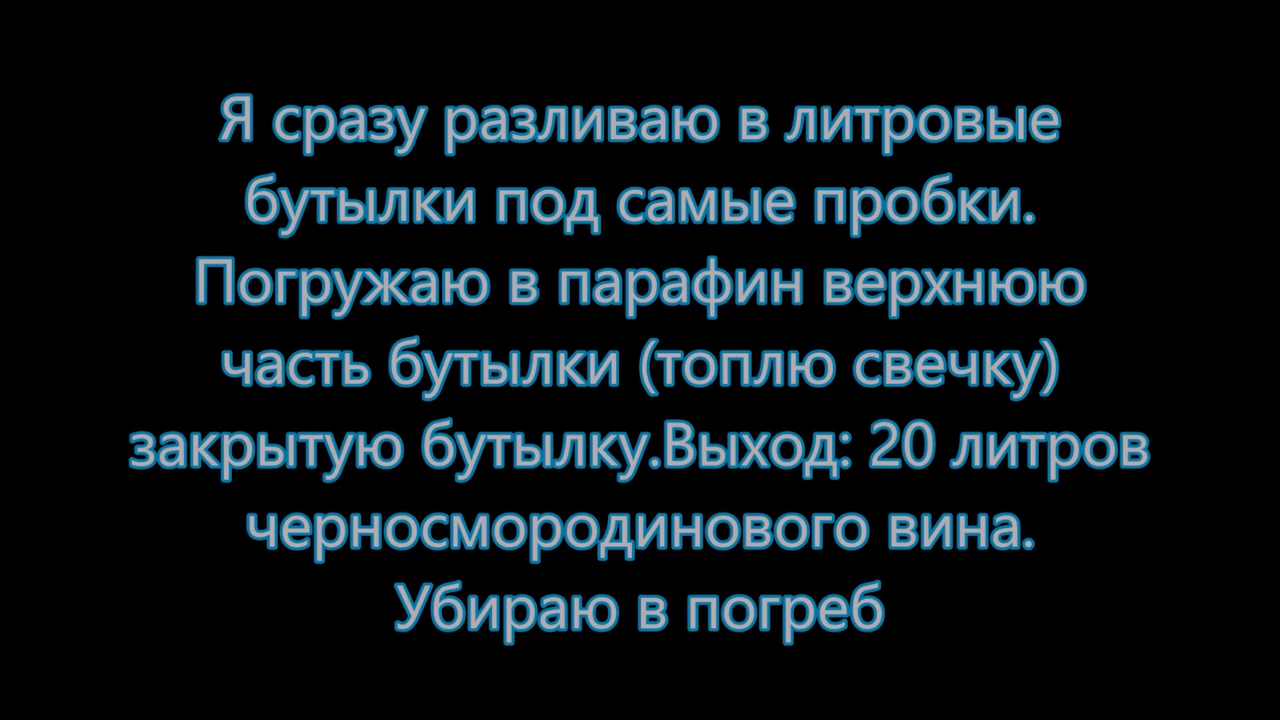 Я сразу разливаю в литровые
бутылки под самые пробки.
Погружаю в парафин верхнюю
часть бутылки (топлю свечку)
закрытую бутылку.Выход: 20 литров
черносмородинового вина.
Убираю в погреб